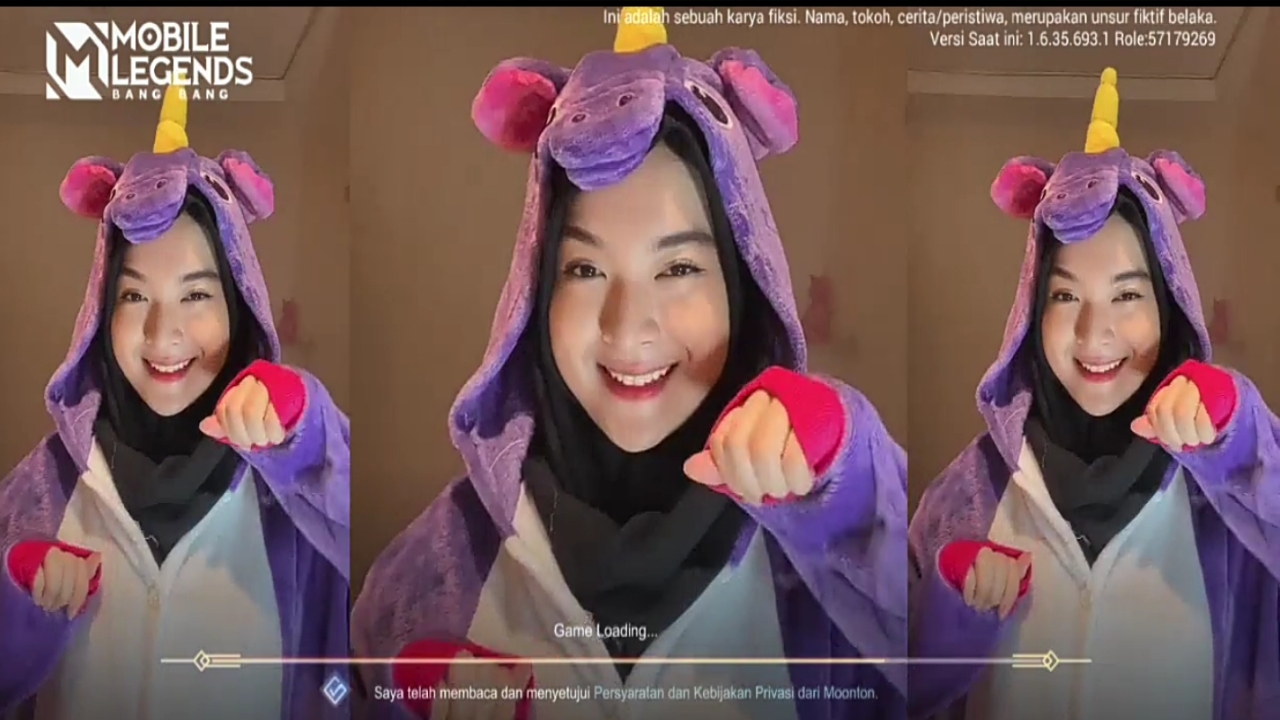 MOBILE
LEGENDS
BANG BANG
Ini adalah sebuah karya fiksi. Nama, tokoh, cerita/peristiwa, merupakan unsur fiktif belaka.
Versi Saat ini: 1.6.35.693.1 Role:57179269
Game Loading...
Saya telah membaca dan menyetujui Persyaratan dan Kebijakan Privasi dari Moonton.